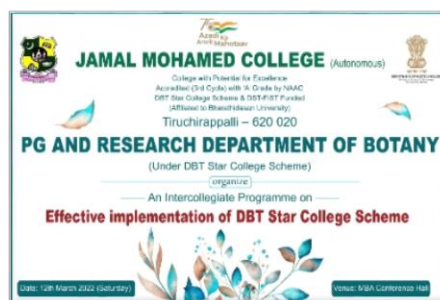 Azadi Ka
Amrit Mahotsav
JAMAL MOHAMED COLLEGE (Autonomous)
College with Potential for Excellence
Accredited (3rd Cycle) with 'A' Grade by NAAC
DBT Star College Scheme & DST-FIST Funded
(Affiliated to Bharathidasan University)
Tiruchirappalli – 620 020
PG AND RESEARCH DEPARTMENT OF BOTANY
(Under DBT Star College Scheme)
organize
An Intercollegiate Programme on
Effective implementation of DBT Star College Scheme
Date: 12th March 2022 (Saturday)
Venue: MBA Conference Hall